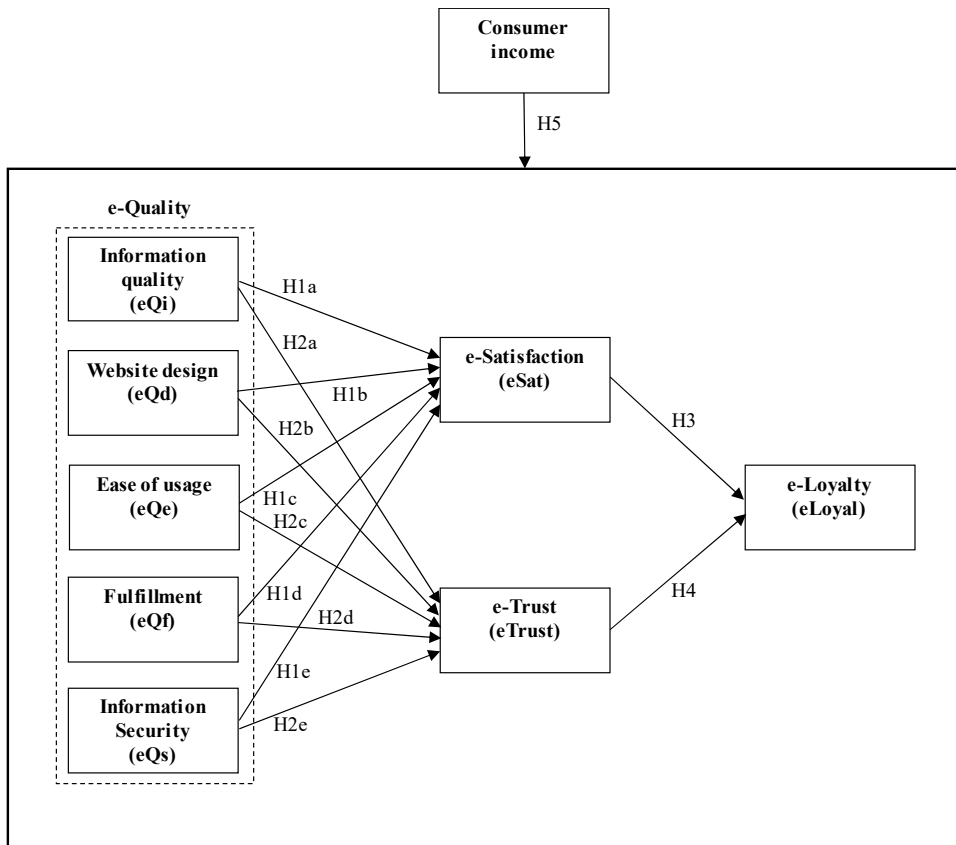 Consumer
income
H5
e-Quality
Information
quality
(eQi)
H1a
H2a
Website design
(eQd)
H1b
H2b
e-Satisfaction
(eSat)
H3
Ease of usage
(eQe)
H1c
H2c
e-Loyalty
(eLoyal)
Fulfillment
(eQf)
H1d
H2d
e-Trust
(eTrust)
H4
Information
Security
(eQs)
H1e
H2e